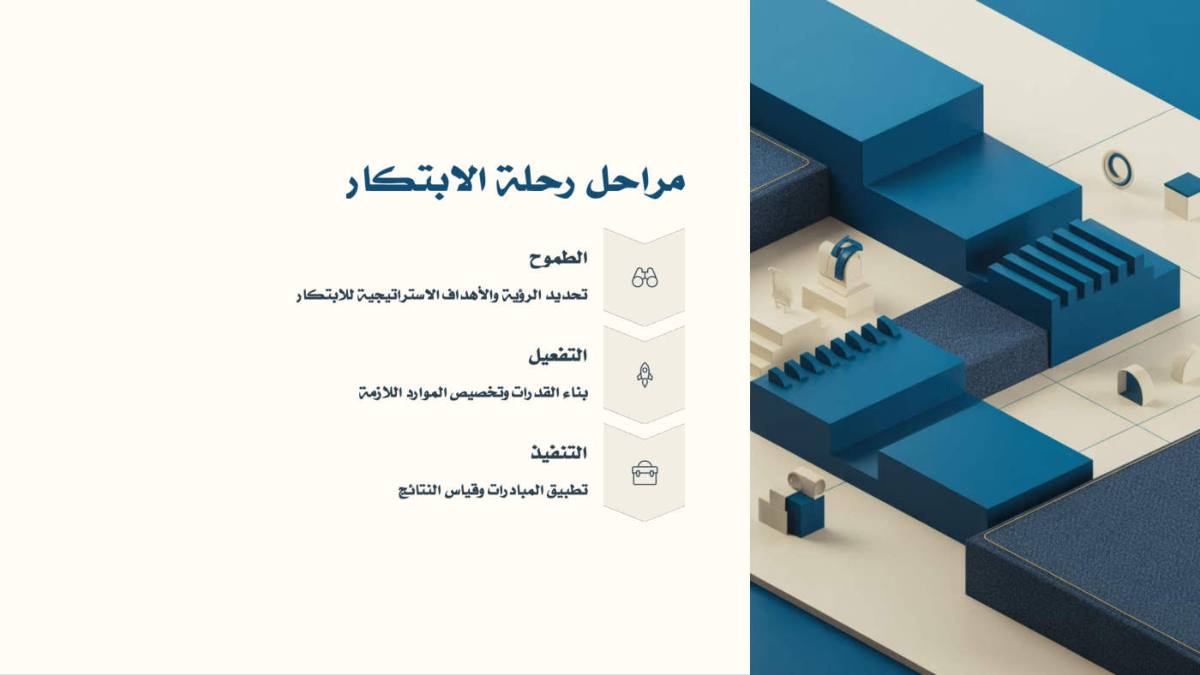 مراحل رحلة الابتكار
الطموح
تحديد الرؤية والأهداف الاستراتيجية للابتكار
التفعيل
بناء القدرات وتخصيص الموارد اللازمة
التنفيذ
تطبيق المبادرات وقياس النتائج